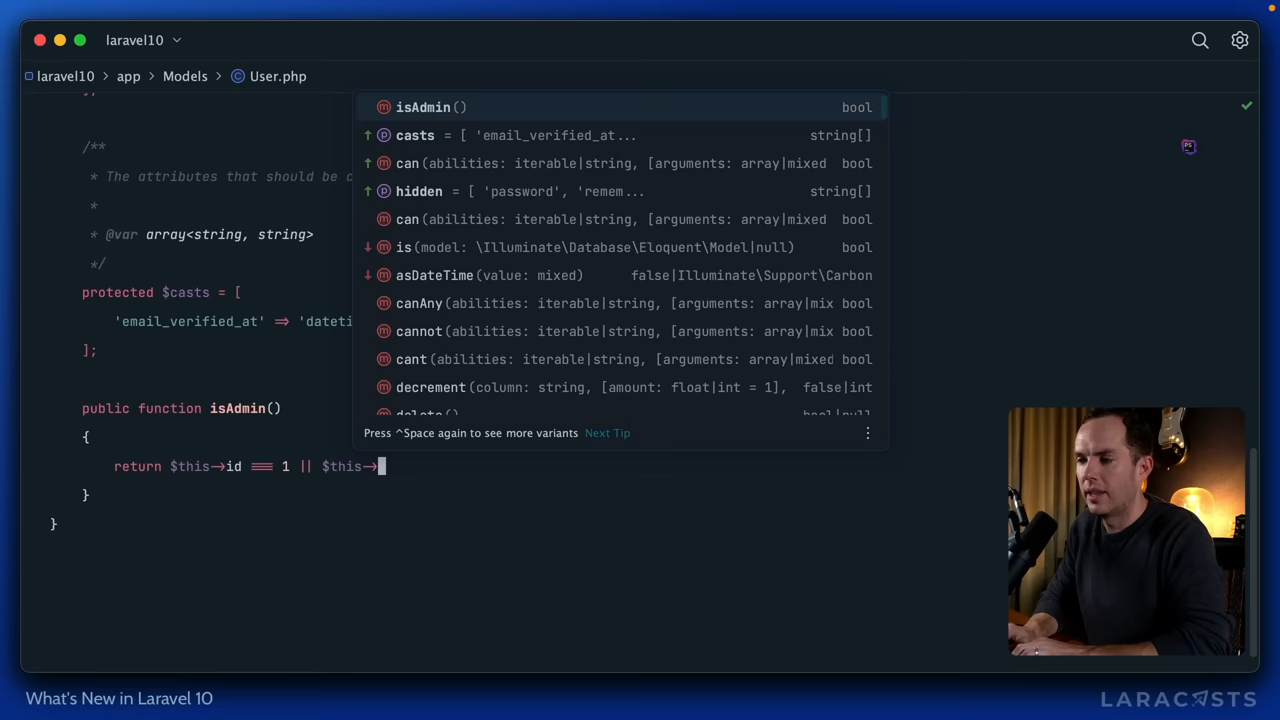 laravel10
laravel10 > app > Models > User.php
];
/**
* The attributes that should be c
*
* @var array<string, string>
*/
protected $casts = [
'email_verified_at' => 'dateti
];
public function isAdmin()
{
return $this->id === 1 || $this->
}
}
isAdmin() bool
casts = [ 'email_verified_at... string[]
can(abilities: iterable|string, [arguments: array|mixed bool
hidden = [ 'password', 'remem... string[]
can(abilities: iterable|string, [arguments: array|mixed bool
is(model: \Illuminate\Database\Eloquent\Model|null) bool
asDateTime(value: mixed) false|Illuminate\Support\Carbon
canAny(abilities: iterable|string, [arguments: array|mix bool
cannot(abilities: iterable|string, [arguments: array|mix bool
cant(abilities: iterable|string, [arguments: array|mixed bool
decrement(column: string, [amount: float|int = 1], false|int
delete() bool|null
Press ^Space again to see more variants Next Tip
PS
What's New in Laravel 10
LARACASTS